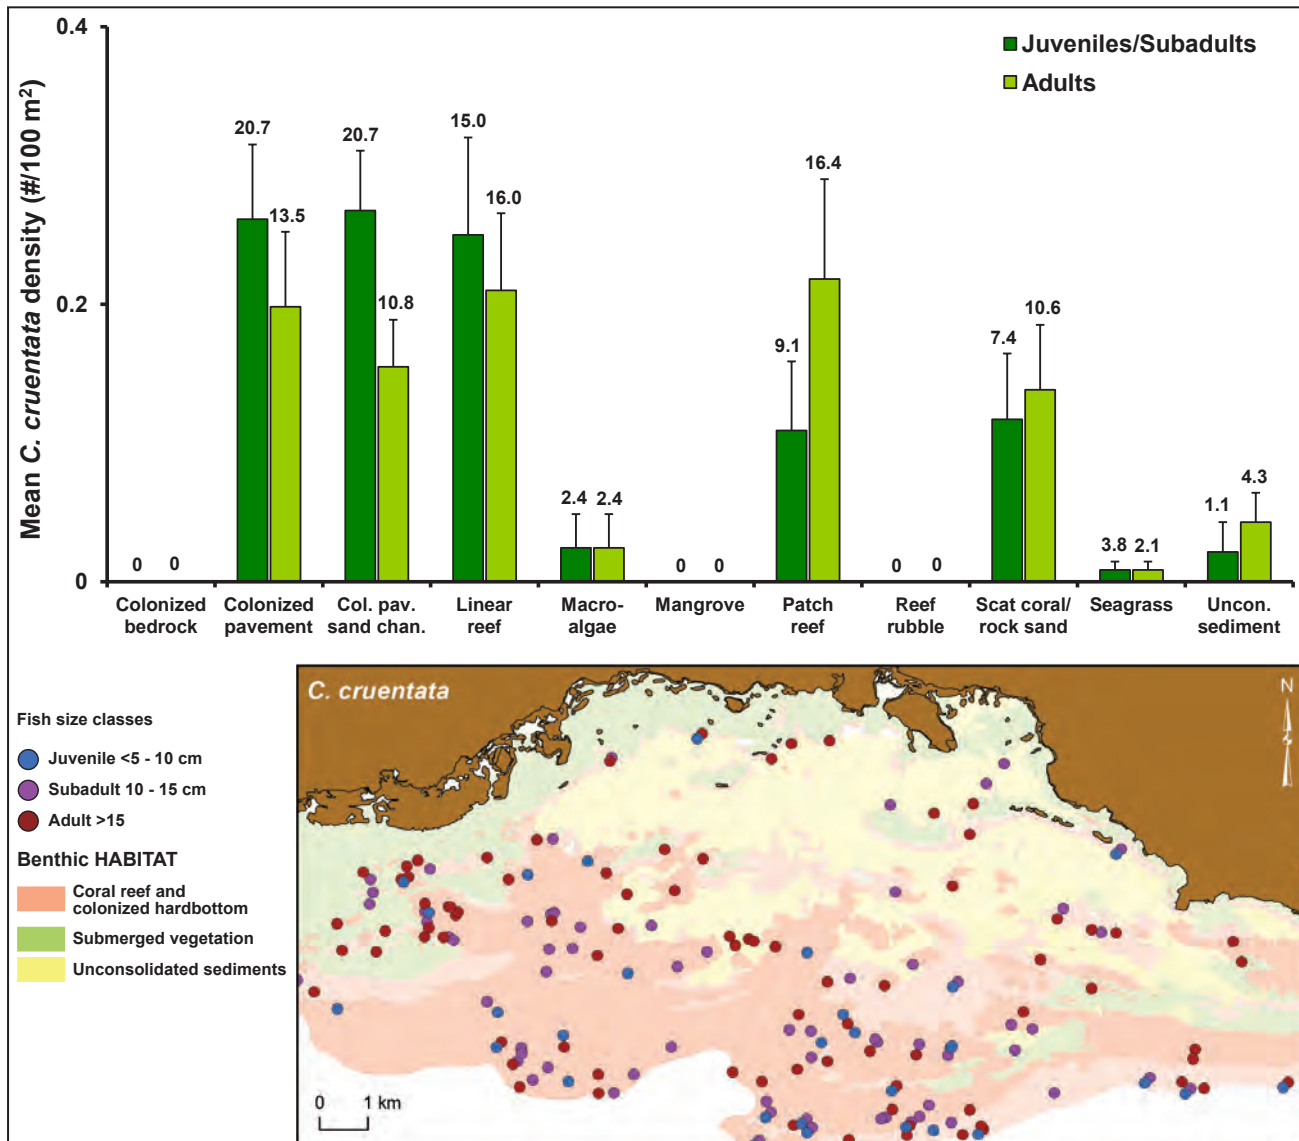 0.4
0.2
0
Mean C. cruentata density (#/100 m²)
Juveniles/Subadults
Adults
20.7
13.5
20.7
10.8
15.0
16.0
2.4
2.4
9.1
16.4
7.4
10.6
3.8
2.1
1.1
4.3
0
0
0
0
0
0
Colonized
bedrock
Colonized
pavement
Col. pav.
sand chan.
Linear
reef
Macro-
algae
Mangrove
Patch
reef
Reef
rubble
Scat coral/
rock sand
Seagrass
Uncon.
sediment
Fish size classes
Juvenile <5 - 10 cm
Subadult 10 - 15 cm
Adult >15
Benthic HABITAT
Coral reef and
colonized hardbottom
Submerged vegetation
Unconsolidated sediments
C. cruentata
N
0 1 km